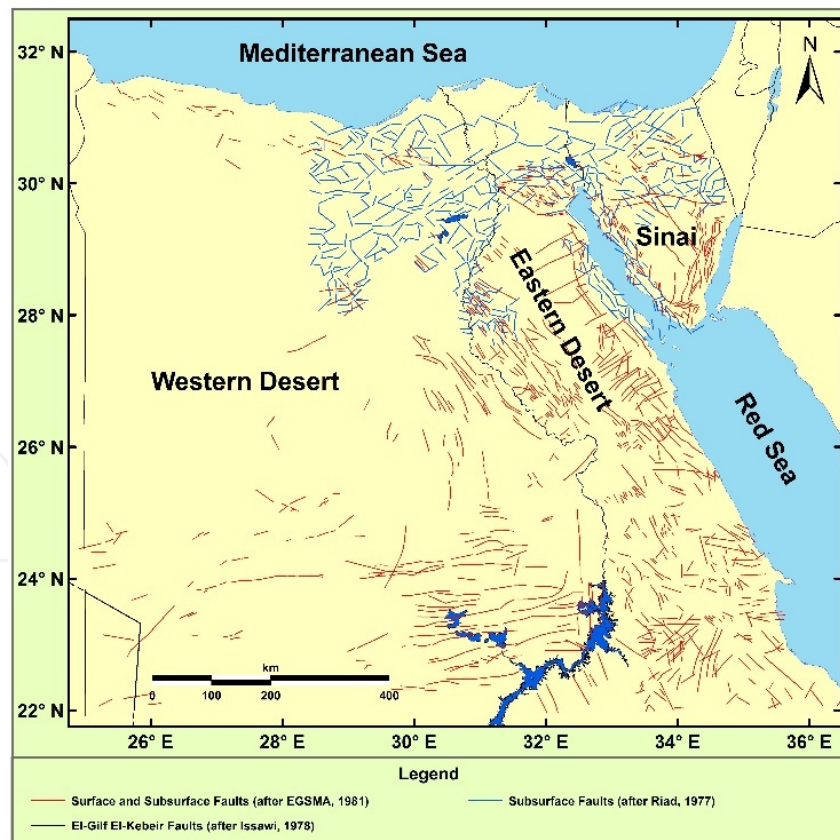 Mediterranean Sea
N
32° N
30° N
Sinai
Eastern Desert
28° N
Western Desert
Red Sea
26° N
24° N
km
0 100 200 400
22° N
26° E 28° E 30° E 32° E 34° E 36° E
Legend
Surface and Subsurface Faults (after EGSMA, 1981)
Subsurface Faults (after Riad, 1977)
El-Gilf El-Kebeir Faults (after Issawi, 1978)